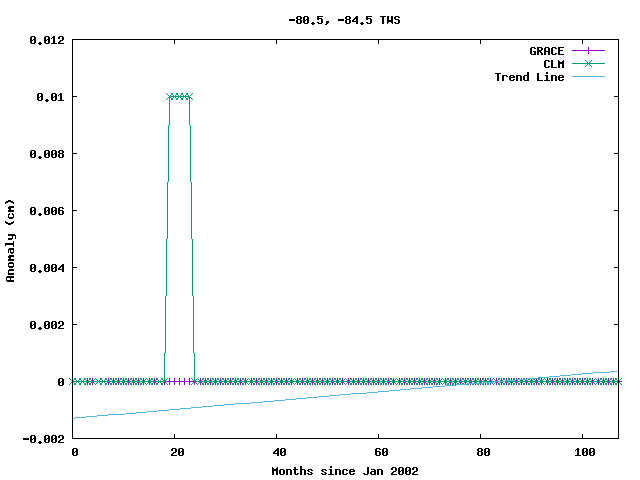 -80.5, -84.5 TWS
GRACE
CLM
Trend Line
0.012
0.01
0.008
0.006
0.004
0.002
0
-0.002
Anomaly (cm)
0 20 40 60 80 100
Months since Jan 2002